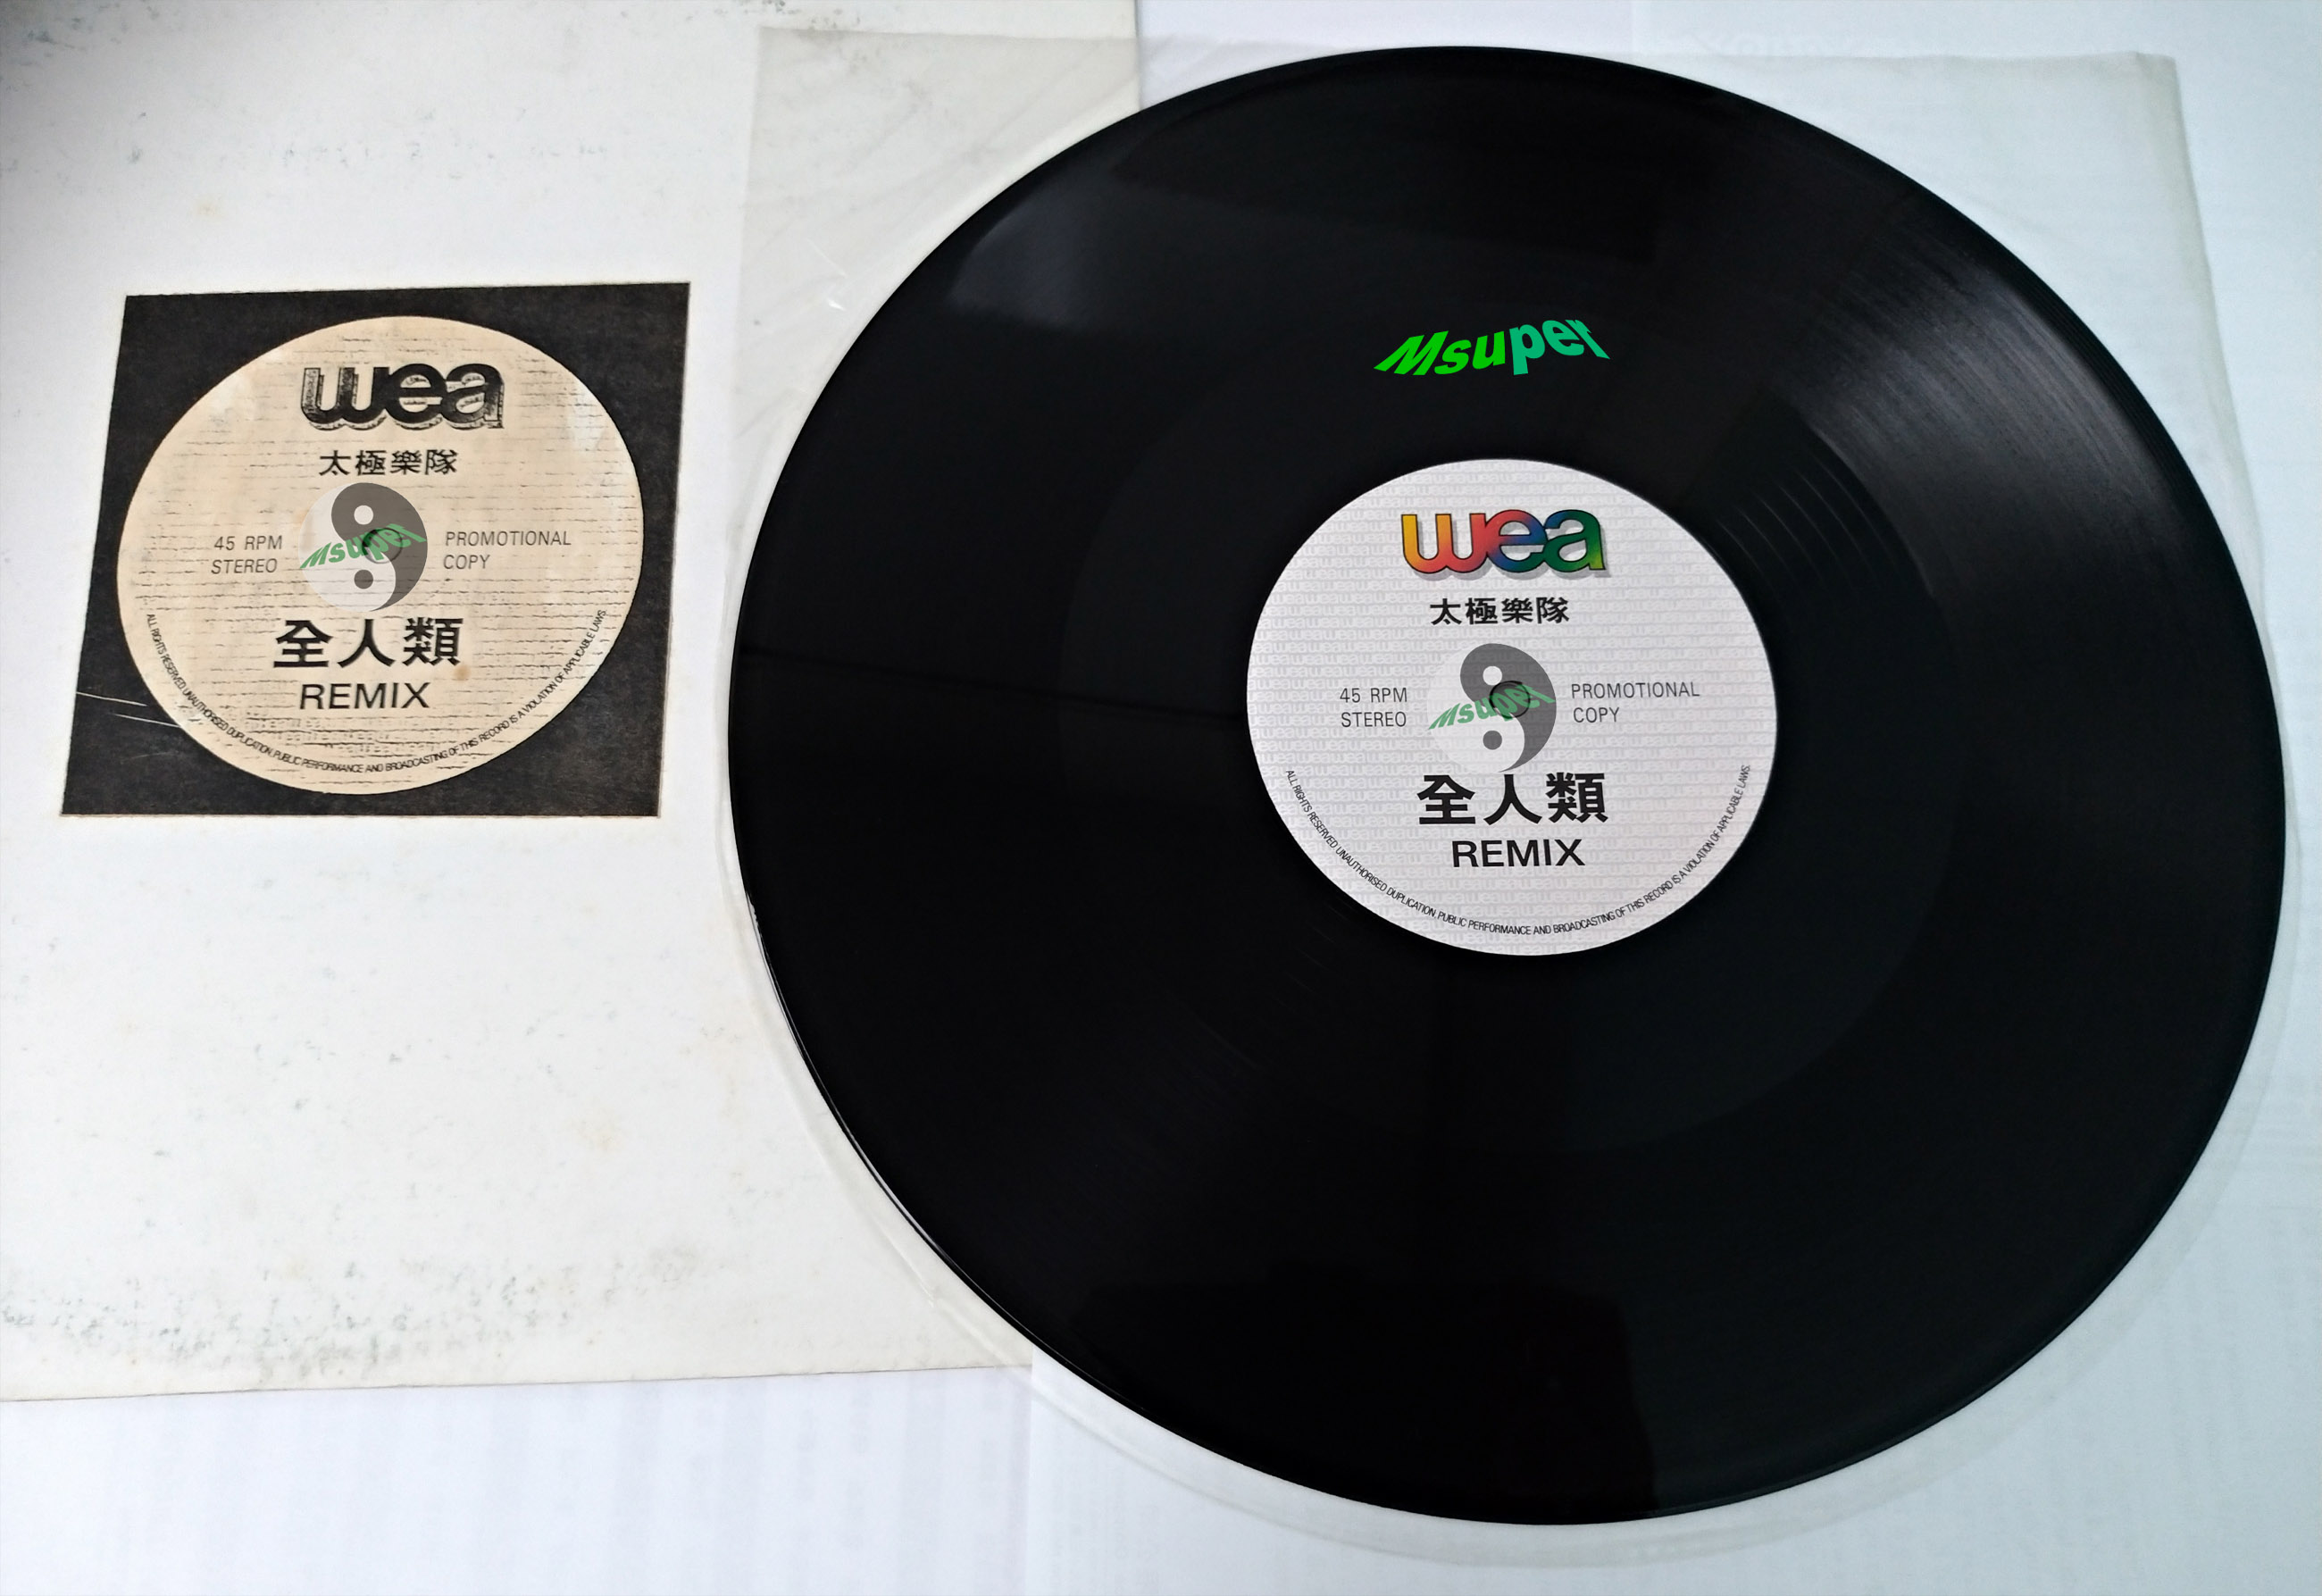 wea
太極樂隊
45 RPM
STEREO
Msuper
PROMOTIONAL
COPY
全人類
REMIX
ALL RIGHTS RESERVED. UNAUTHORISED DUPLICATION, PUBLIC PERFORMANCE AND BROADCASTING OF THIS RECORD IS A VIOLATION OF APPLICABLE LAWS.
Msuper
wea
太極樂隊
45 RPM
STEREO
Msuper
PROMOTIONAL
COPY
全人類
REMIX
ALL RIGHTS RESERVED. UNAUTHORISED DUPLICATION, PUBLIC PERFORMANCE AND BROADCASTING OF THIS RECORD IS A VIOLATION OF APPLICABLE LAWS.